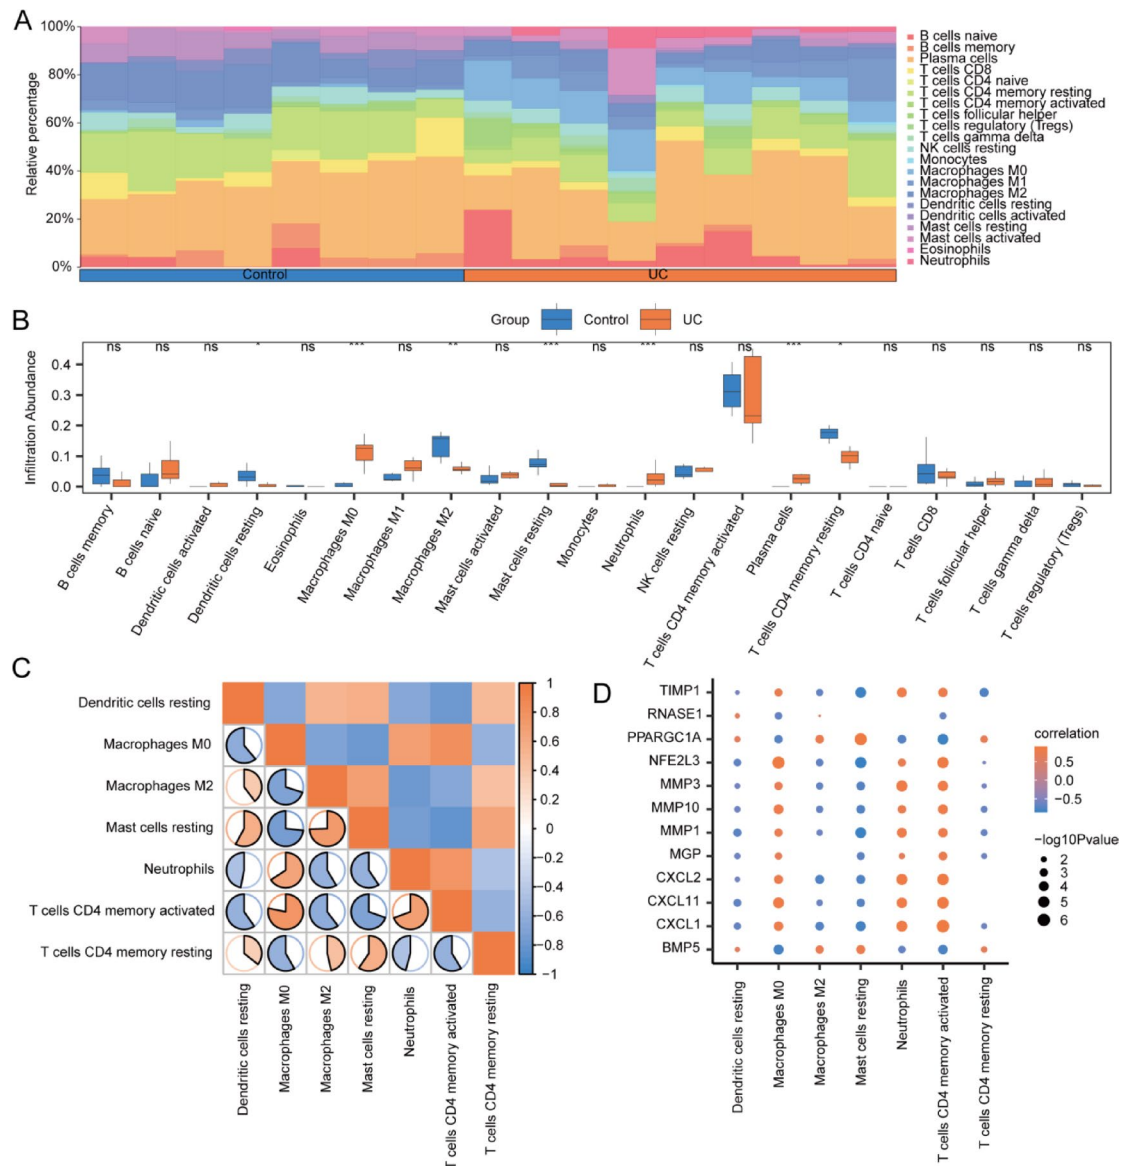 A
100%
80%
60%
40%
20%
0%
Relative percentage
Control
UC
B cells naive
B cells memory
Plasma cells
T cells CD8
T cells CD4 naive
T cells CD4 memory resting
T cells CD4 memory activated
T cells follicular helper
T cells regulatory (Tregs)
T cells gamma delta
NK cells resting
Monocytes
Macrophages M0
Macrophages M1
Macrophages M2
Dendritic cells resting
Dendritic cells activated
Mast cells resting
Mast cells activated
Eosinophils
Neutrophils
B
Group Control UC
ns ns ns * ns *** ns ** ns *** ns *** ns ns *** * ns ns ns ns ns
Infiltration Abundance
0.4
0.3
0.2
0.1
0.0
B cells memory
B cells naive
Dendritic cells activated
Dendritic cells resting
Eosinophils
Macrophages M0
Macrophages M1
Macrophages M2
Mast cells activated
Mast cells resting
Monocytes
Neutrophils
NK cells resting
T cells CD4 memory activated
Plasma cells
T cells CD4 memory resting
T cells CD4 naive
T cells CD8
T cells follicular helper
T cells gamma delta
T cells regulatory (Tregs)
C
Dendritic cells resting
Macrophages M0
Macrophages M2
Mast cells resting
Neutrophils
T cells CD4 memory activated
T cells CD4 memory resting
1
0.8
0.6
0.4
0.2
0
−0.2
−0.4
−0.6
−0.8
−1
Dendritic cells resting
Macrophages M0
Macrophages M2
Mast cells resting
Neutrophils
T cells CD4 memory activated
T cells CD4 memory resting
D
TIMP1
RNASE1
PPARGC1A
NFE2L3
MMP3
MMP10
MMP1
MGP
CXCL2
CXCL11
CXCL1
BMP5
Dendritic cells resting
Macrophages M0
Macrophages M2
Mast cells resting
Neutrophils
T cells CD4 memory activated
T cells CD4 memory resting
correlation
0.5
0.0
−0.5
−log10Pvalue
2
3
4
5
6